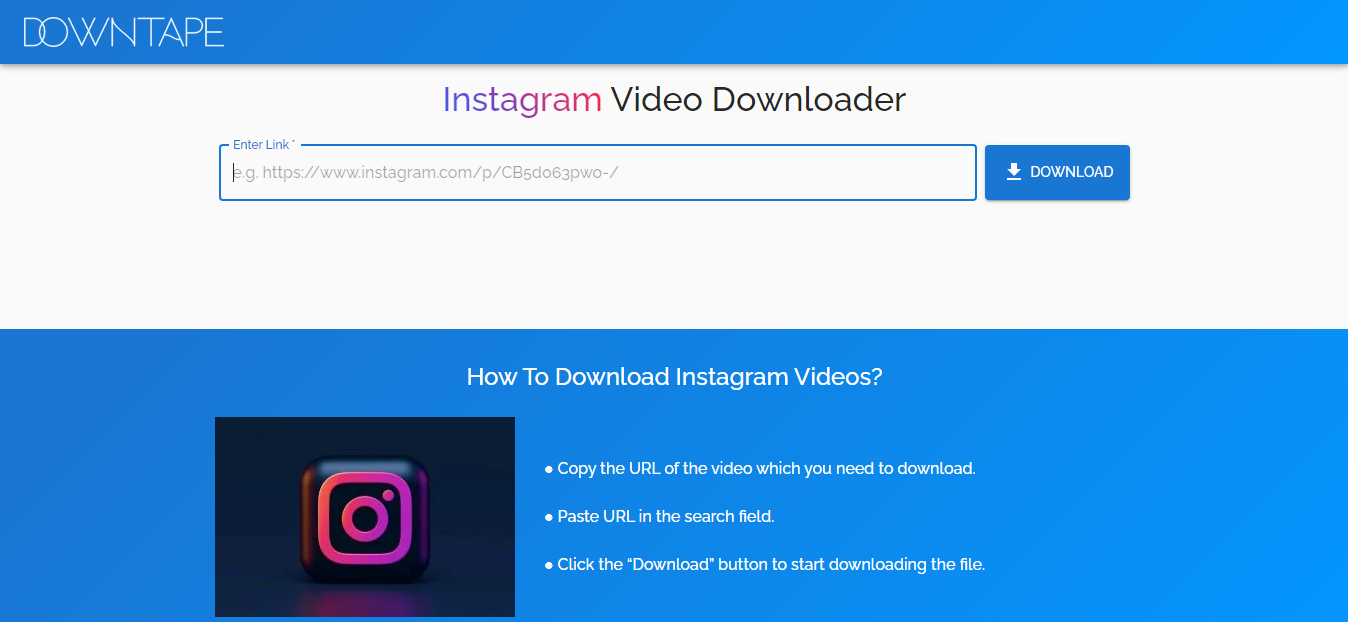 DOWNTAPE
Instagram Video Downloader
Enter Link *
e.g. https://www.instagram.com/p/CB5do63pwo-/
DOWNLOAD
How To Download Instagram Videos?
● Copy the URL of the video which you need to download.
● Paste URL in the search field.
● Click the “Download” button to start downloading the file.